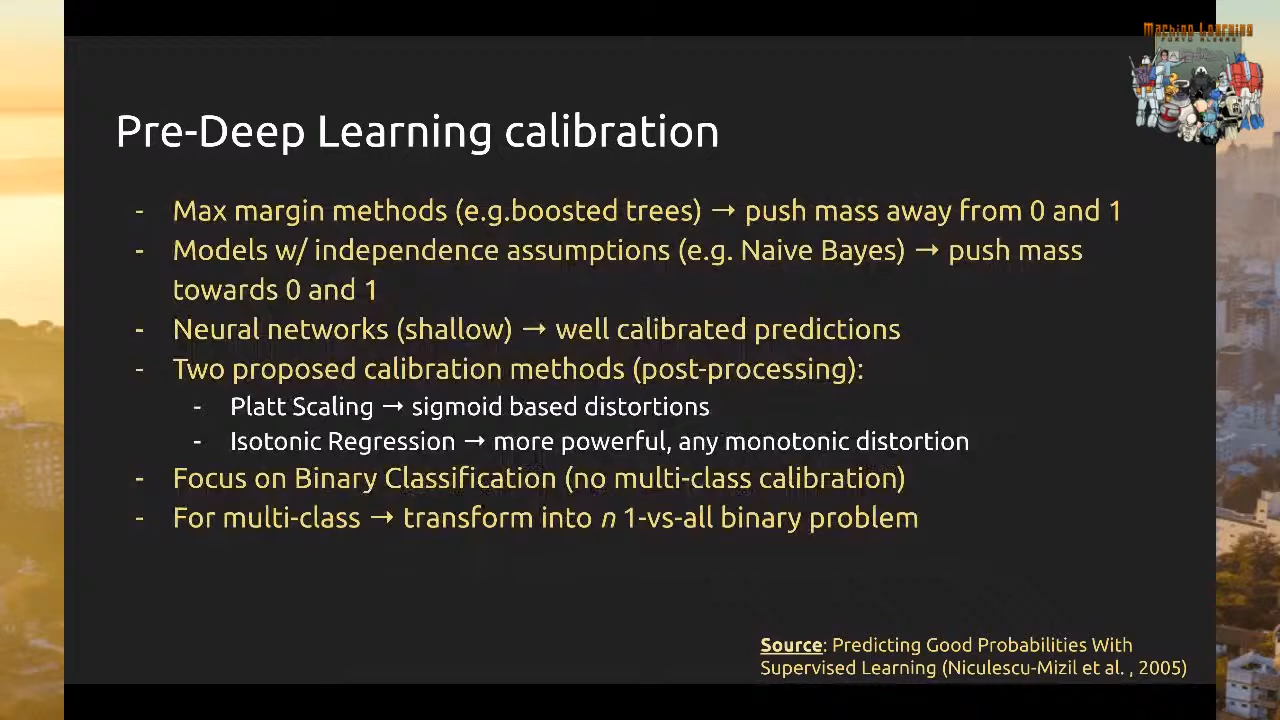 Machine Learning
PORTO ALEGRE
Pre-Deep Learning calibration
- Max margin methods (e.g.boosted trees) → push mass away from 0 and 1
- Models w/ independence assumptions (e.g. Naive Bayes) → push mass
towards 0 and 1
- Neural networks (shallow) → well calibrated predictions
- Two proposed calibration methods (post-processing):
- Platt Scaling → sigmoid based distortions
- Isotonic Regression → more powerful, any monotonic distortion
- Focus on Binary Classification (no multi-class calibration)
- For multi-class → transform into n 1-vs-all binary problem
Source: Predicting Good Probabilities With
Supervised Learning (Niculescu-Mizil et al. , 2005)